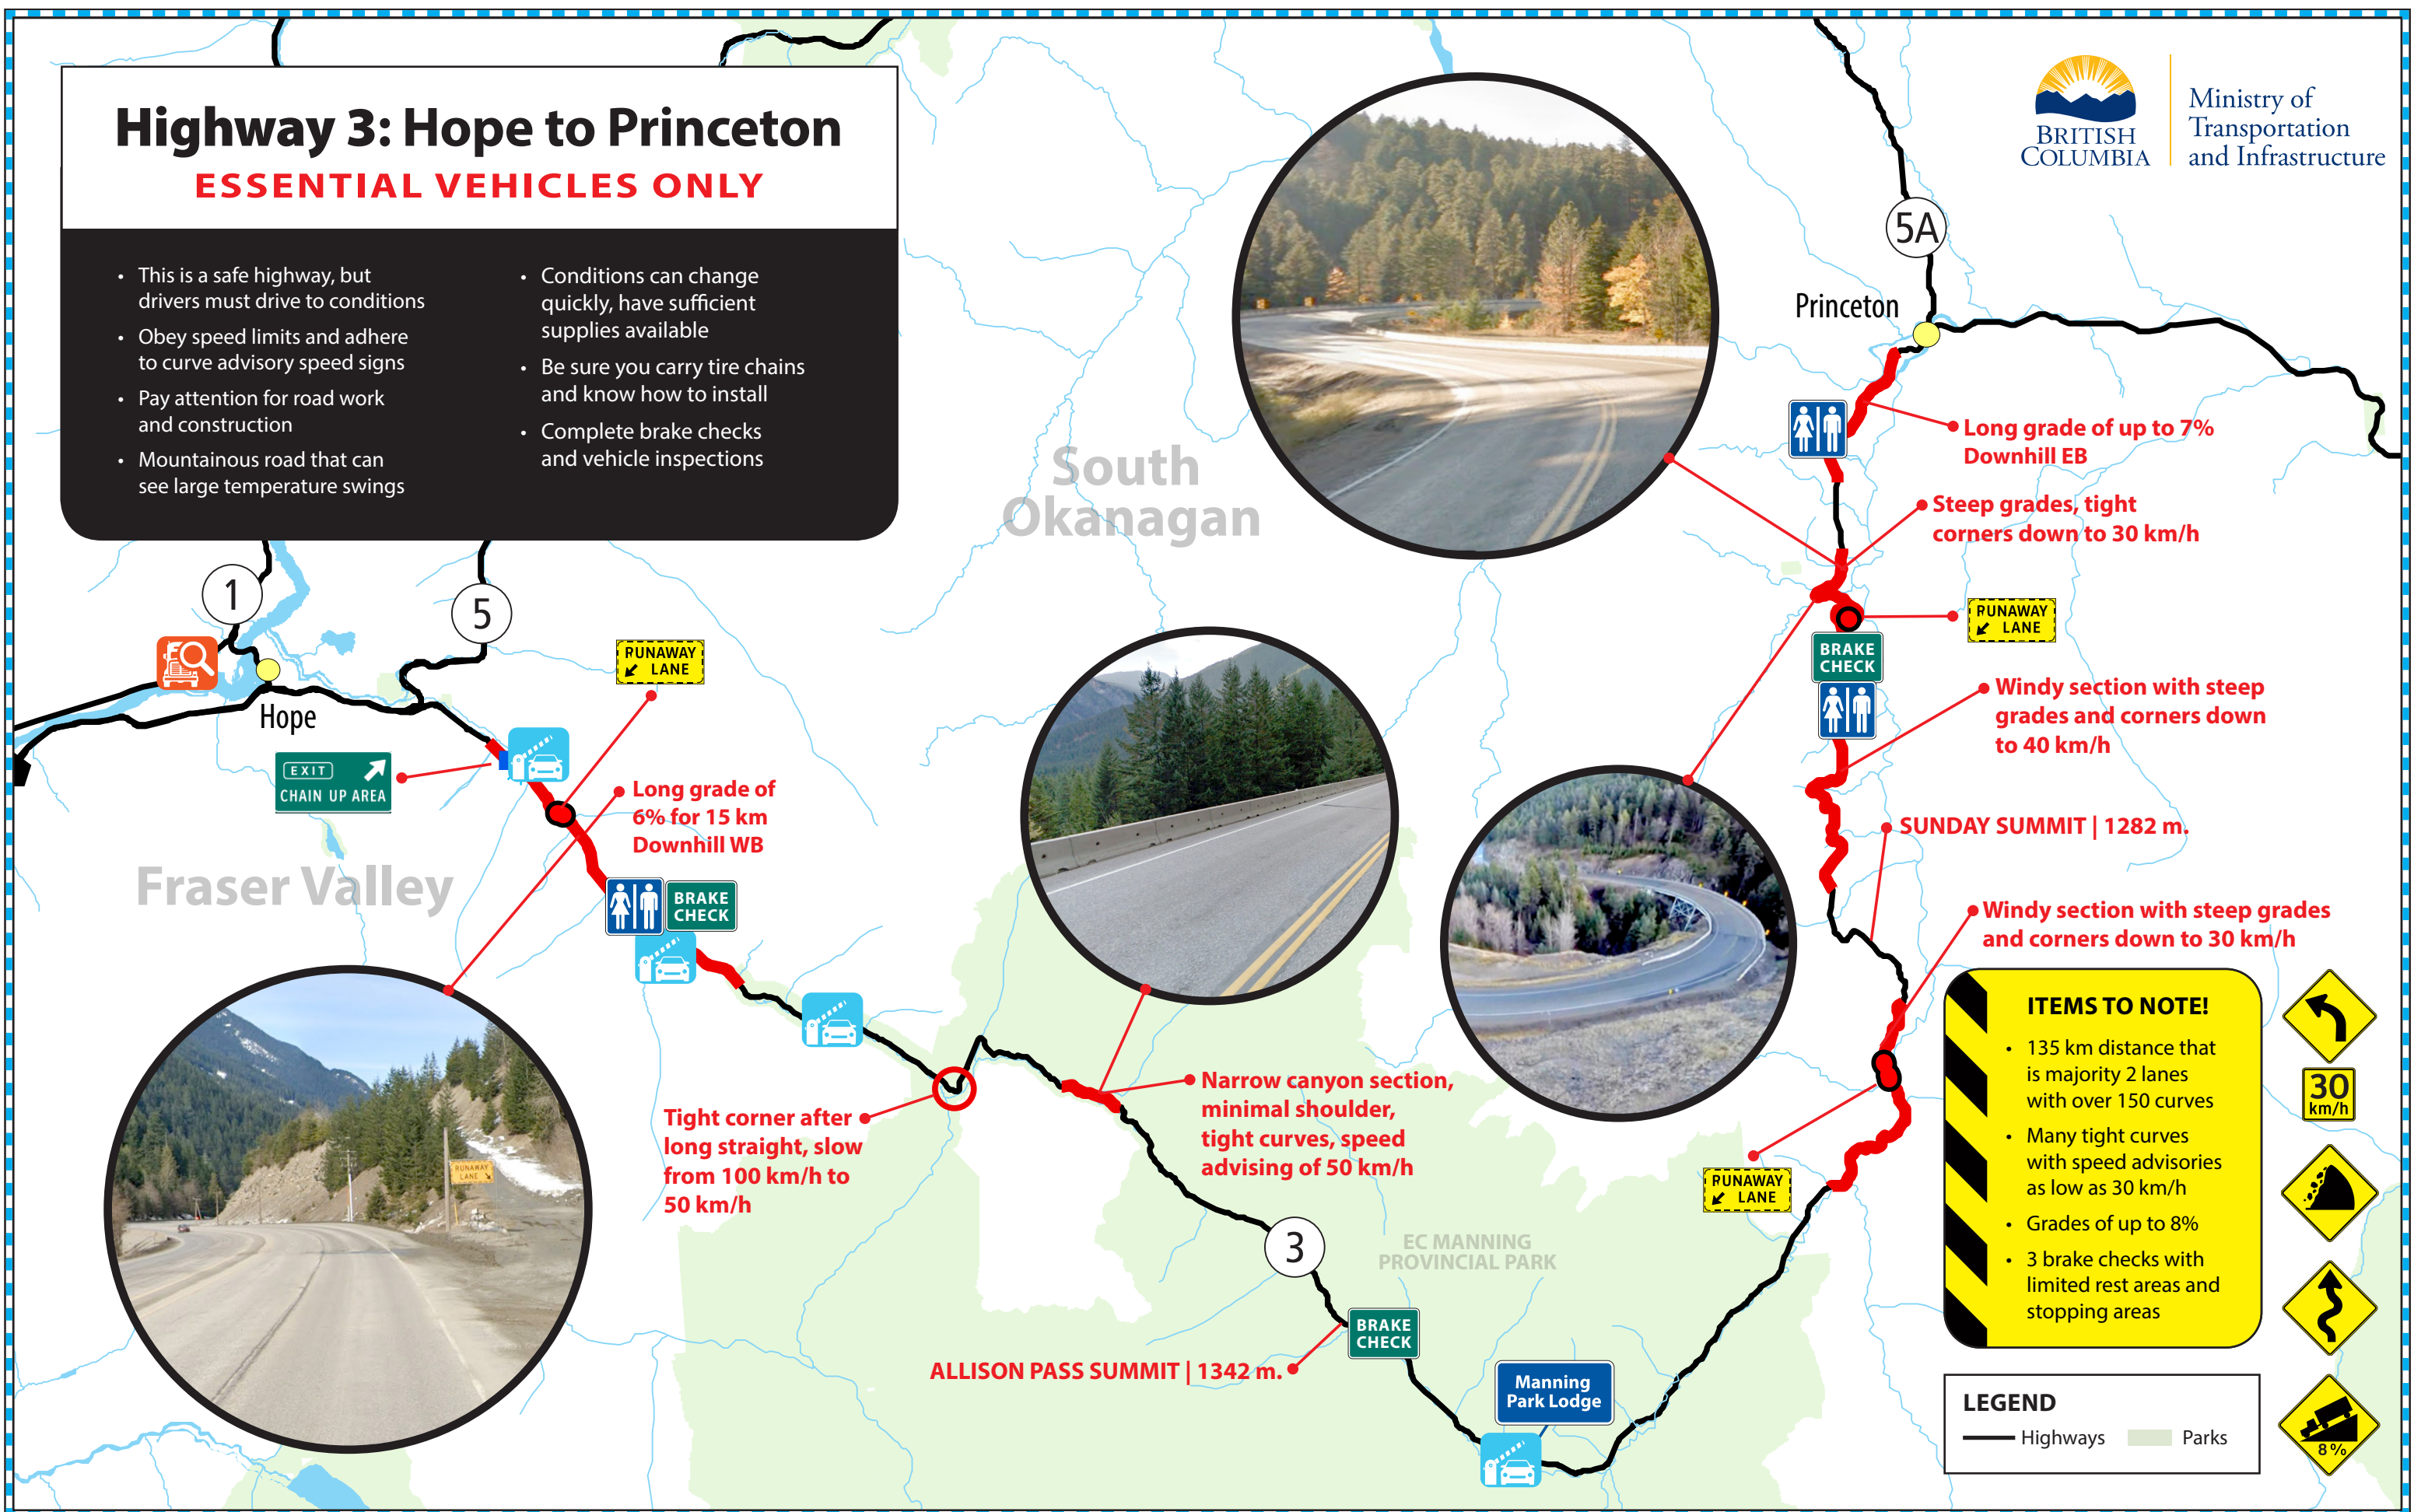 Highway 3: Hope to Princeton
ESSENTIAL VEHICLES ONLY
• This is a safe highway, but
drivers must drive to conditions
• Obey speed limits and adhere
to curve advisory speed signs
• Pay attention for road work
and construction
• Mountainous road that can
see large temperature swings
• Conditions can change
quickly, have sufficient
supplies available
• Be sure you carry tire chains
and know how to install
• Complete brake checks
and vehicle inspections
BRITISH
COLUMBIA
Ministry of
Transportation
and Infrastructure
5A
Princeton
Long grade of up to 7%
Downhill EB
South
Okanagan
Steep grades, tight
corners down to 30 km/h
1
5
RUNAWAY
LANE
BRAKE
CHECK
RUNAWAY
LANE
Hope
Windy section with steep
grades and corners down
to 40 km/h
EXIT
CHAIN UP AREA
Long grade of
6% for 15 km
Downhill WB
SUNDAY SUMMIT | 1282 m.
Fraser Valley
BRAKE
CHECK
Windy section with steep grades
and corners down to 30 km/h
Tight corner after
long straight, slow
from 100 km/h to
50 km/h
Narrow canyon section,
minimal shoulder,
tight curves, speed
advising of 50 km/h
RUNAWAY
LANE
RUNAWAY
LANE
3
EC MANNING
PROVINCIAL PARK
BRAKE
CHECK
ALLISON PASS SUMMIT | 1342 m.
Manning
Park Lodge
ITEMS TO NOTE!
• 135 km distance that
is majority 2 lanes
with over 150 curves
• Many tight curves
with speed advisories
as low as 30 km/h
• Grades of up to 8%
• 3 brake checks with
limited rest areas and
stopping areas
30
km/h
8%
LEGEND
Highways
Parks